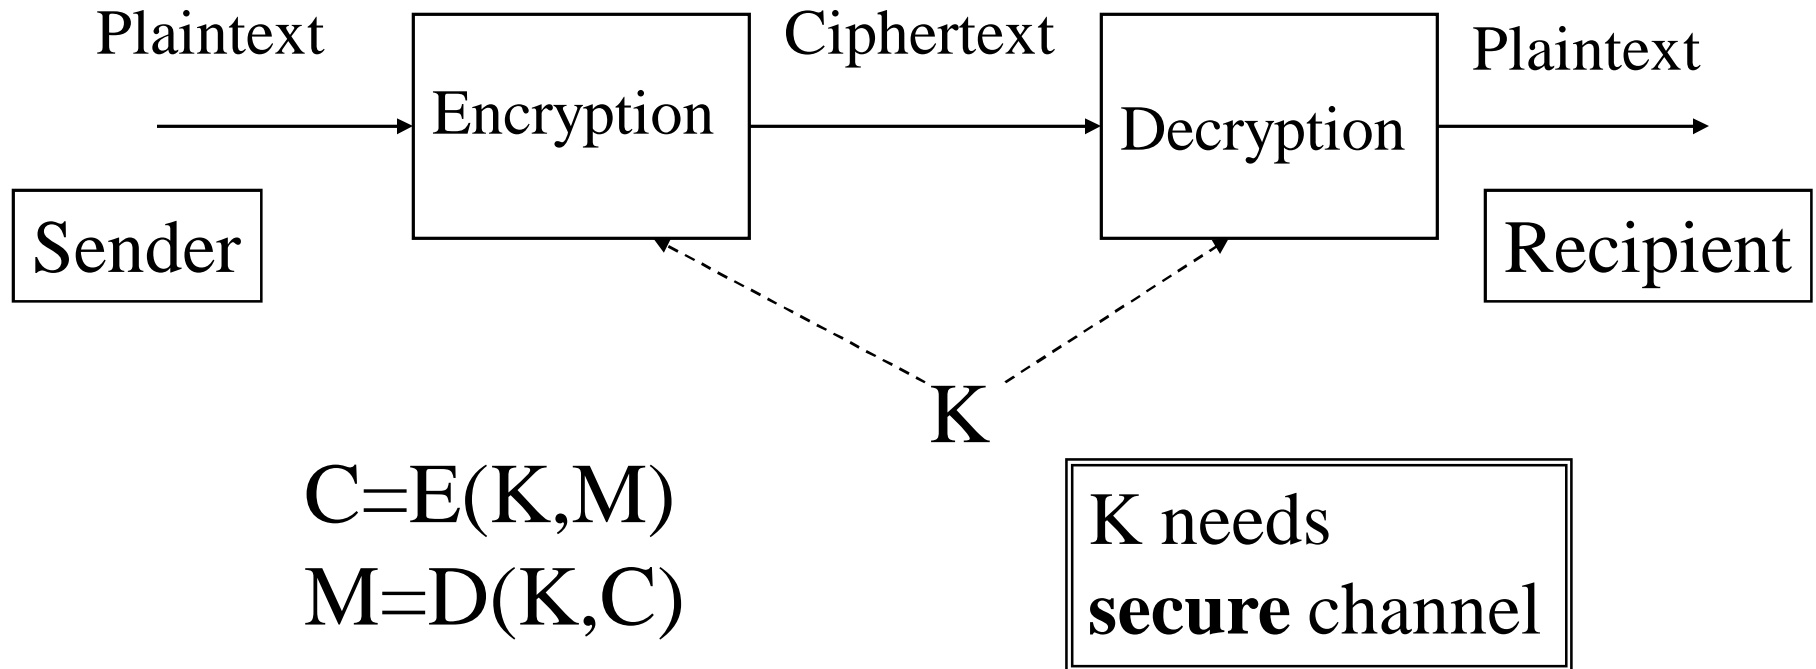 Plaintext
Encryption
Ciphertext
Decryption
Plaintext
Sender
Recipient
K
C=E(K,M)
M=D(K,C)
K needs
secure channel